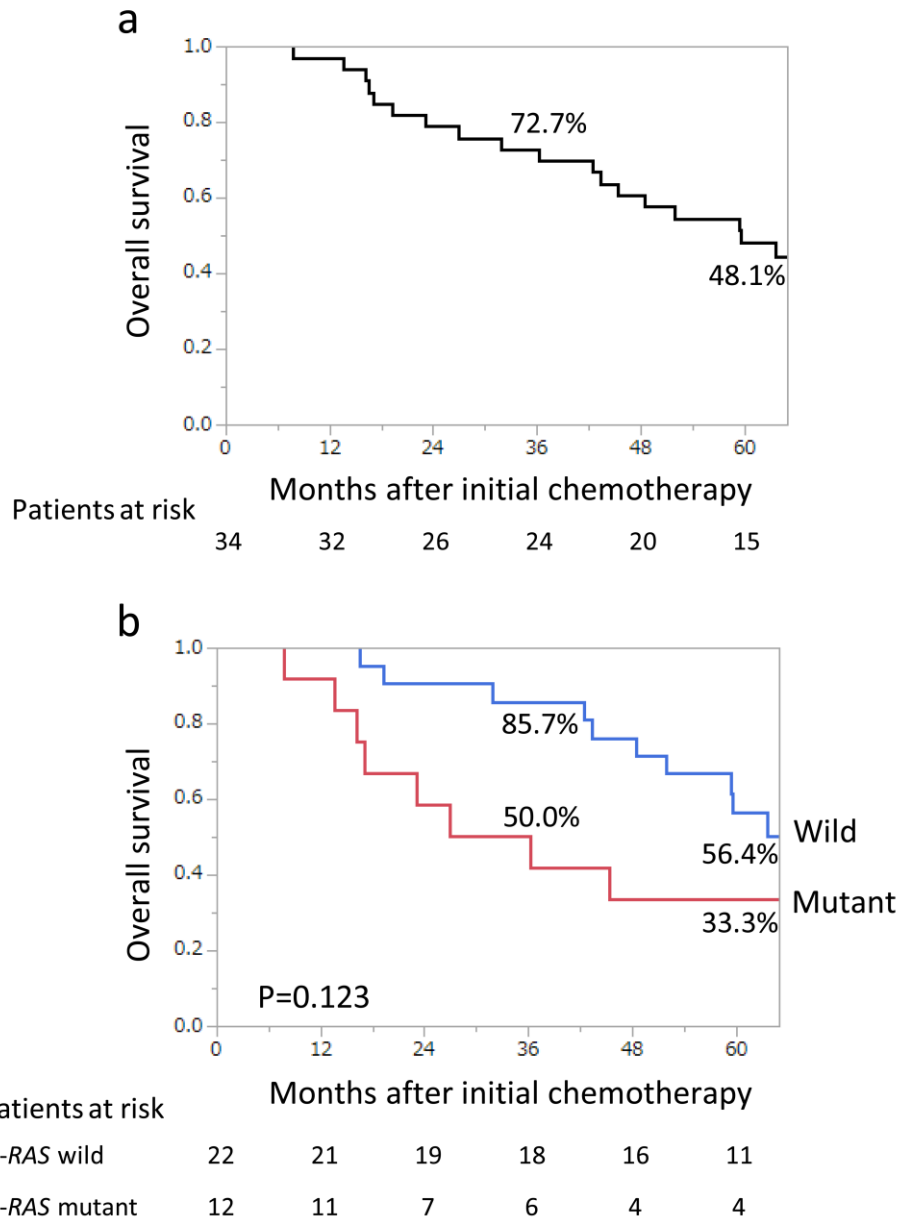 a
1.0
0.8
0.6
0.4
0.2
0.0
Overall survival
72.7%
48.1%
0 12 24 36 48 60
Months after initial chemotherapy
Patients at risk
34 32 26 24 20 15
b
1.0
0.8
0.6
0.4
0.2
0.0
Overall survival
85.7%
50.0%
Wild
56.4%
Mutant
33.3%
P=0.123
0 12 24 36 48 60
Months after initial chemotherapy
atients at risk
-RAS wild 22 21 19 18 16 11
-RAS mutant 12 11 7 6 4 4